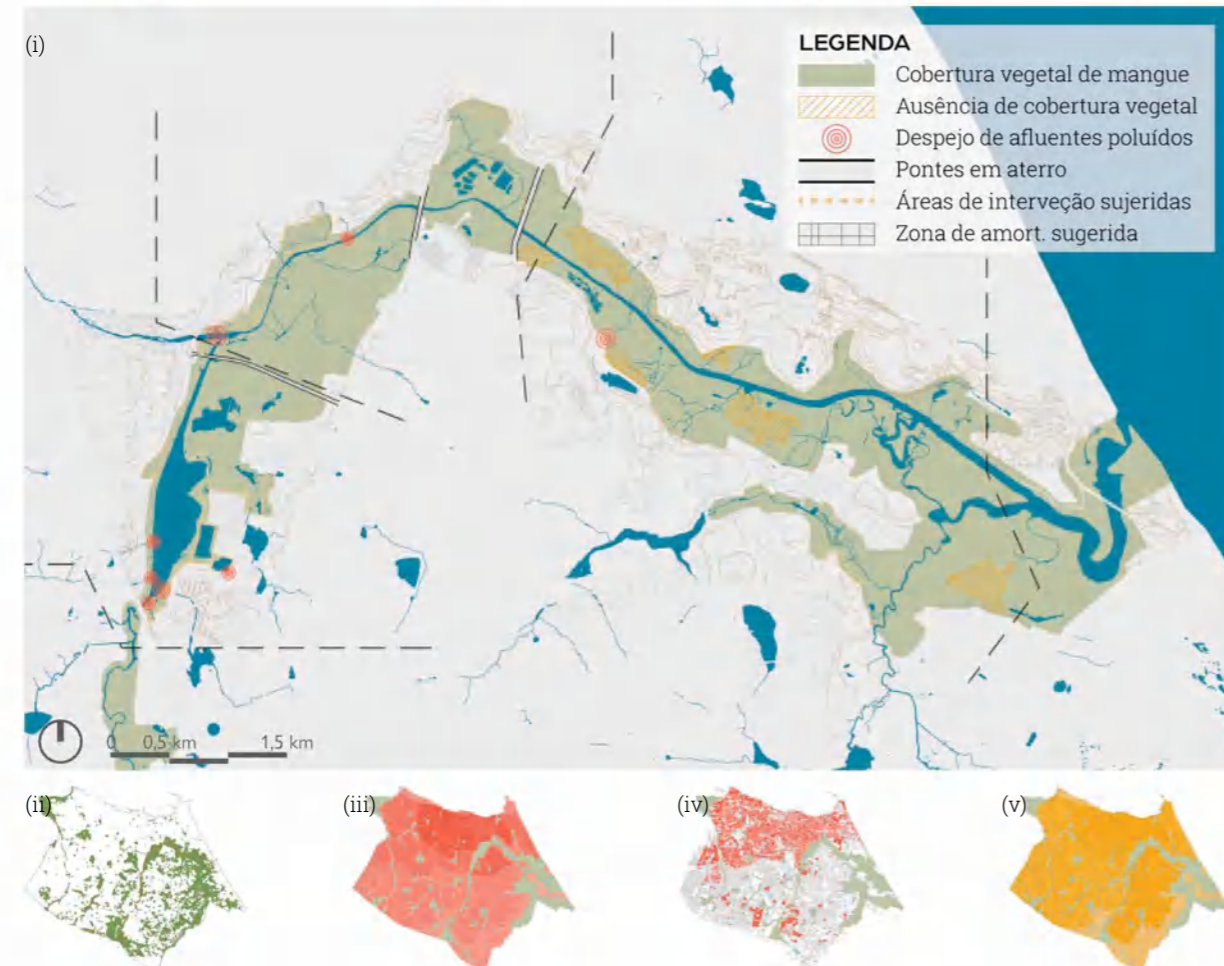 (i)
LEGENDA
Cobertura vegetal de mangue
Ausência de cobertura vegetal
Despejo de afluentes poluídos
Pontes em aterro
Áreas de interveção sujeridas
Zona de amort. sugerida
0 0,5 km 1,5 km
(ii) (iii) (iv) (v)